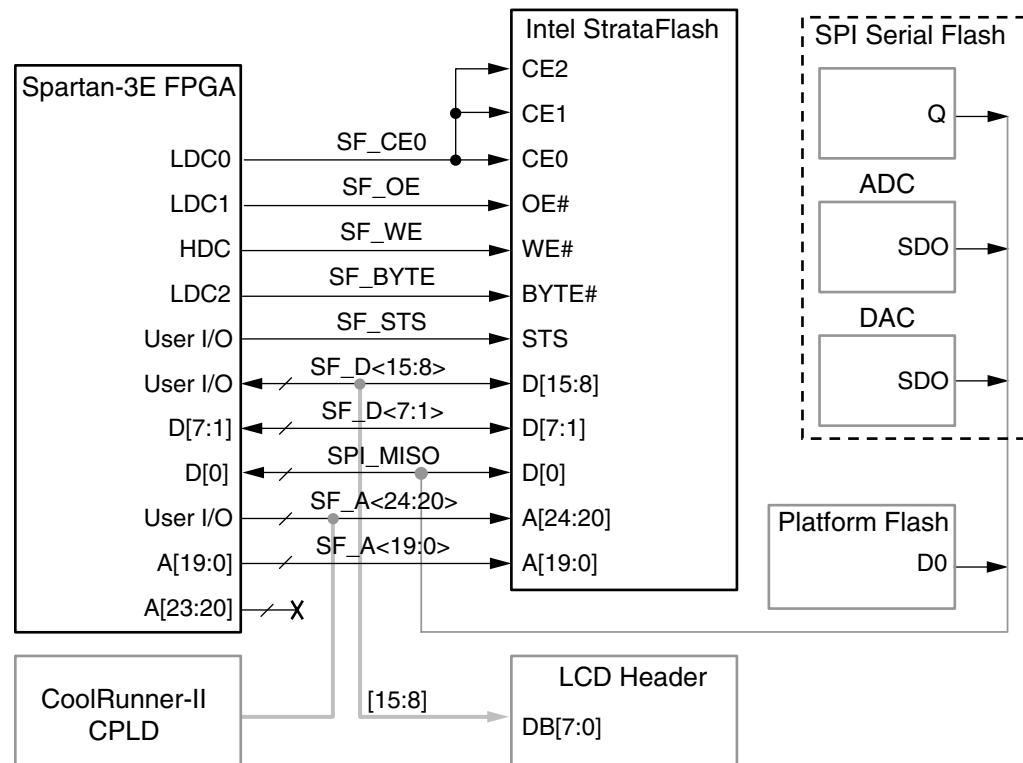 Spartan-3E FPGA
LDC0
LDC1
HDC
LDC2
User I/O
User I/O
D[7:1]
D[0]
User I/O
A[19:0]
A[23:20]
SF_CE0
SF_OE
SF_WE
SF_BYTE
SF_STS
SF_D<15:8>
SF_D<7:1>
SPI_MISO
SF_A<24:20>
SF_A<19:0>
Intel StrataFlash
CE2
CE1
CE0
OE#
WE#
BYTE#
STS
D[15:8]
D[7:1]
D[0]
A[24:20]
A[19:0]
SPI Serial Flash
Q
ADC
SDO
DAC
SDO
Platform Flash
D0
CoolRunner-II
CPLD
[15:8]
LCD Header
DB[7:0]